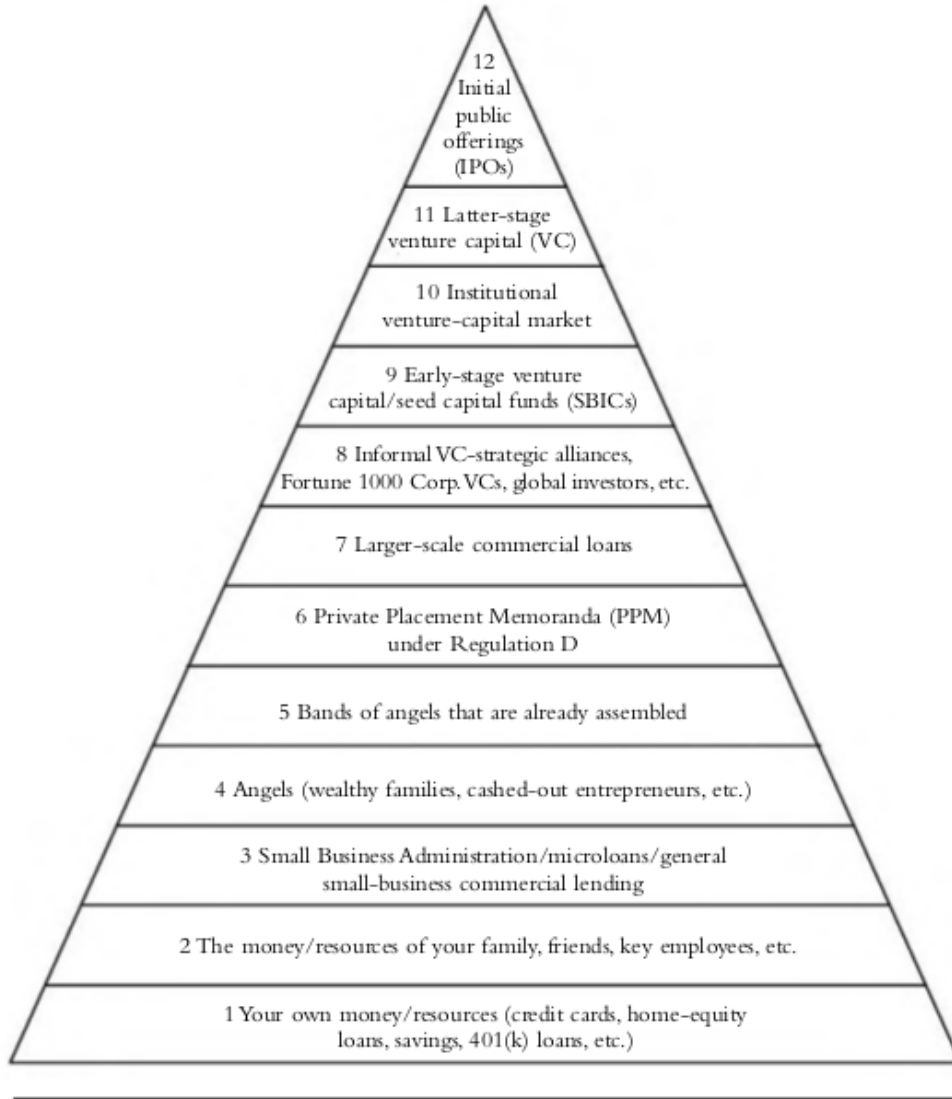 12
Initial
public
offerings
(IPOs)
11 Latter-stage
venture capital (VC)
10 Institutional
venture-capital market
9 Early-stage venture
capital/seed capital funds (SBICs)
8 Informal VC-strategic alliances,
Fortune 1000 Corp. VCs, global investors, etc.
7 Larger-scale commercial loans
6 Private Placement Memoranda (PPM)
under Regulation D
5 Bands of angels that are already assembled
4 Angels (wealthy families, cashed-out entrepreneurs, etc.)
3 Small Business Administration/microloans/general
small-business commercial lending
2 The money/resources of your family, friends, key employees, etc.
1 Your own money/resources (credit cards, home-equity
loans, savings, 401(k) loans, etc.)